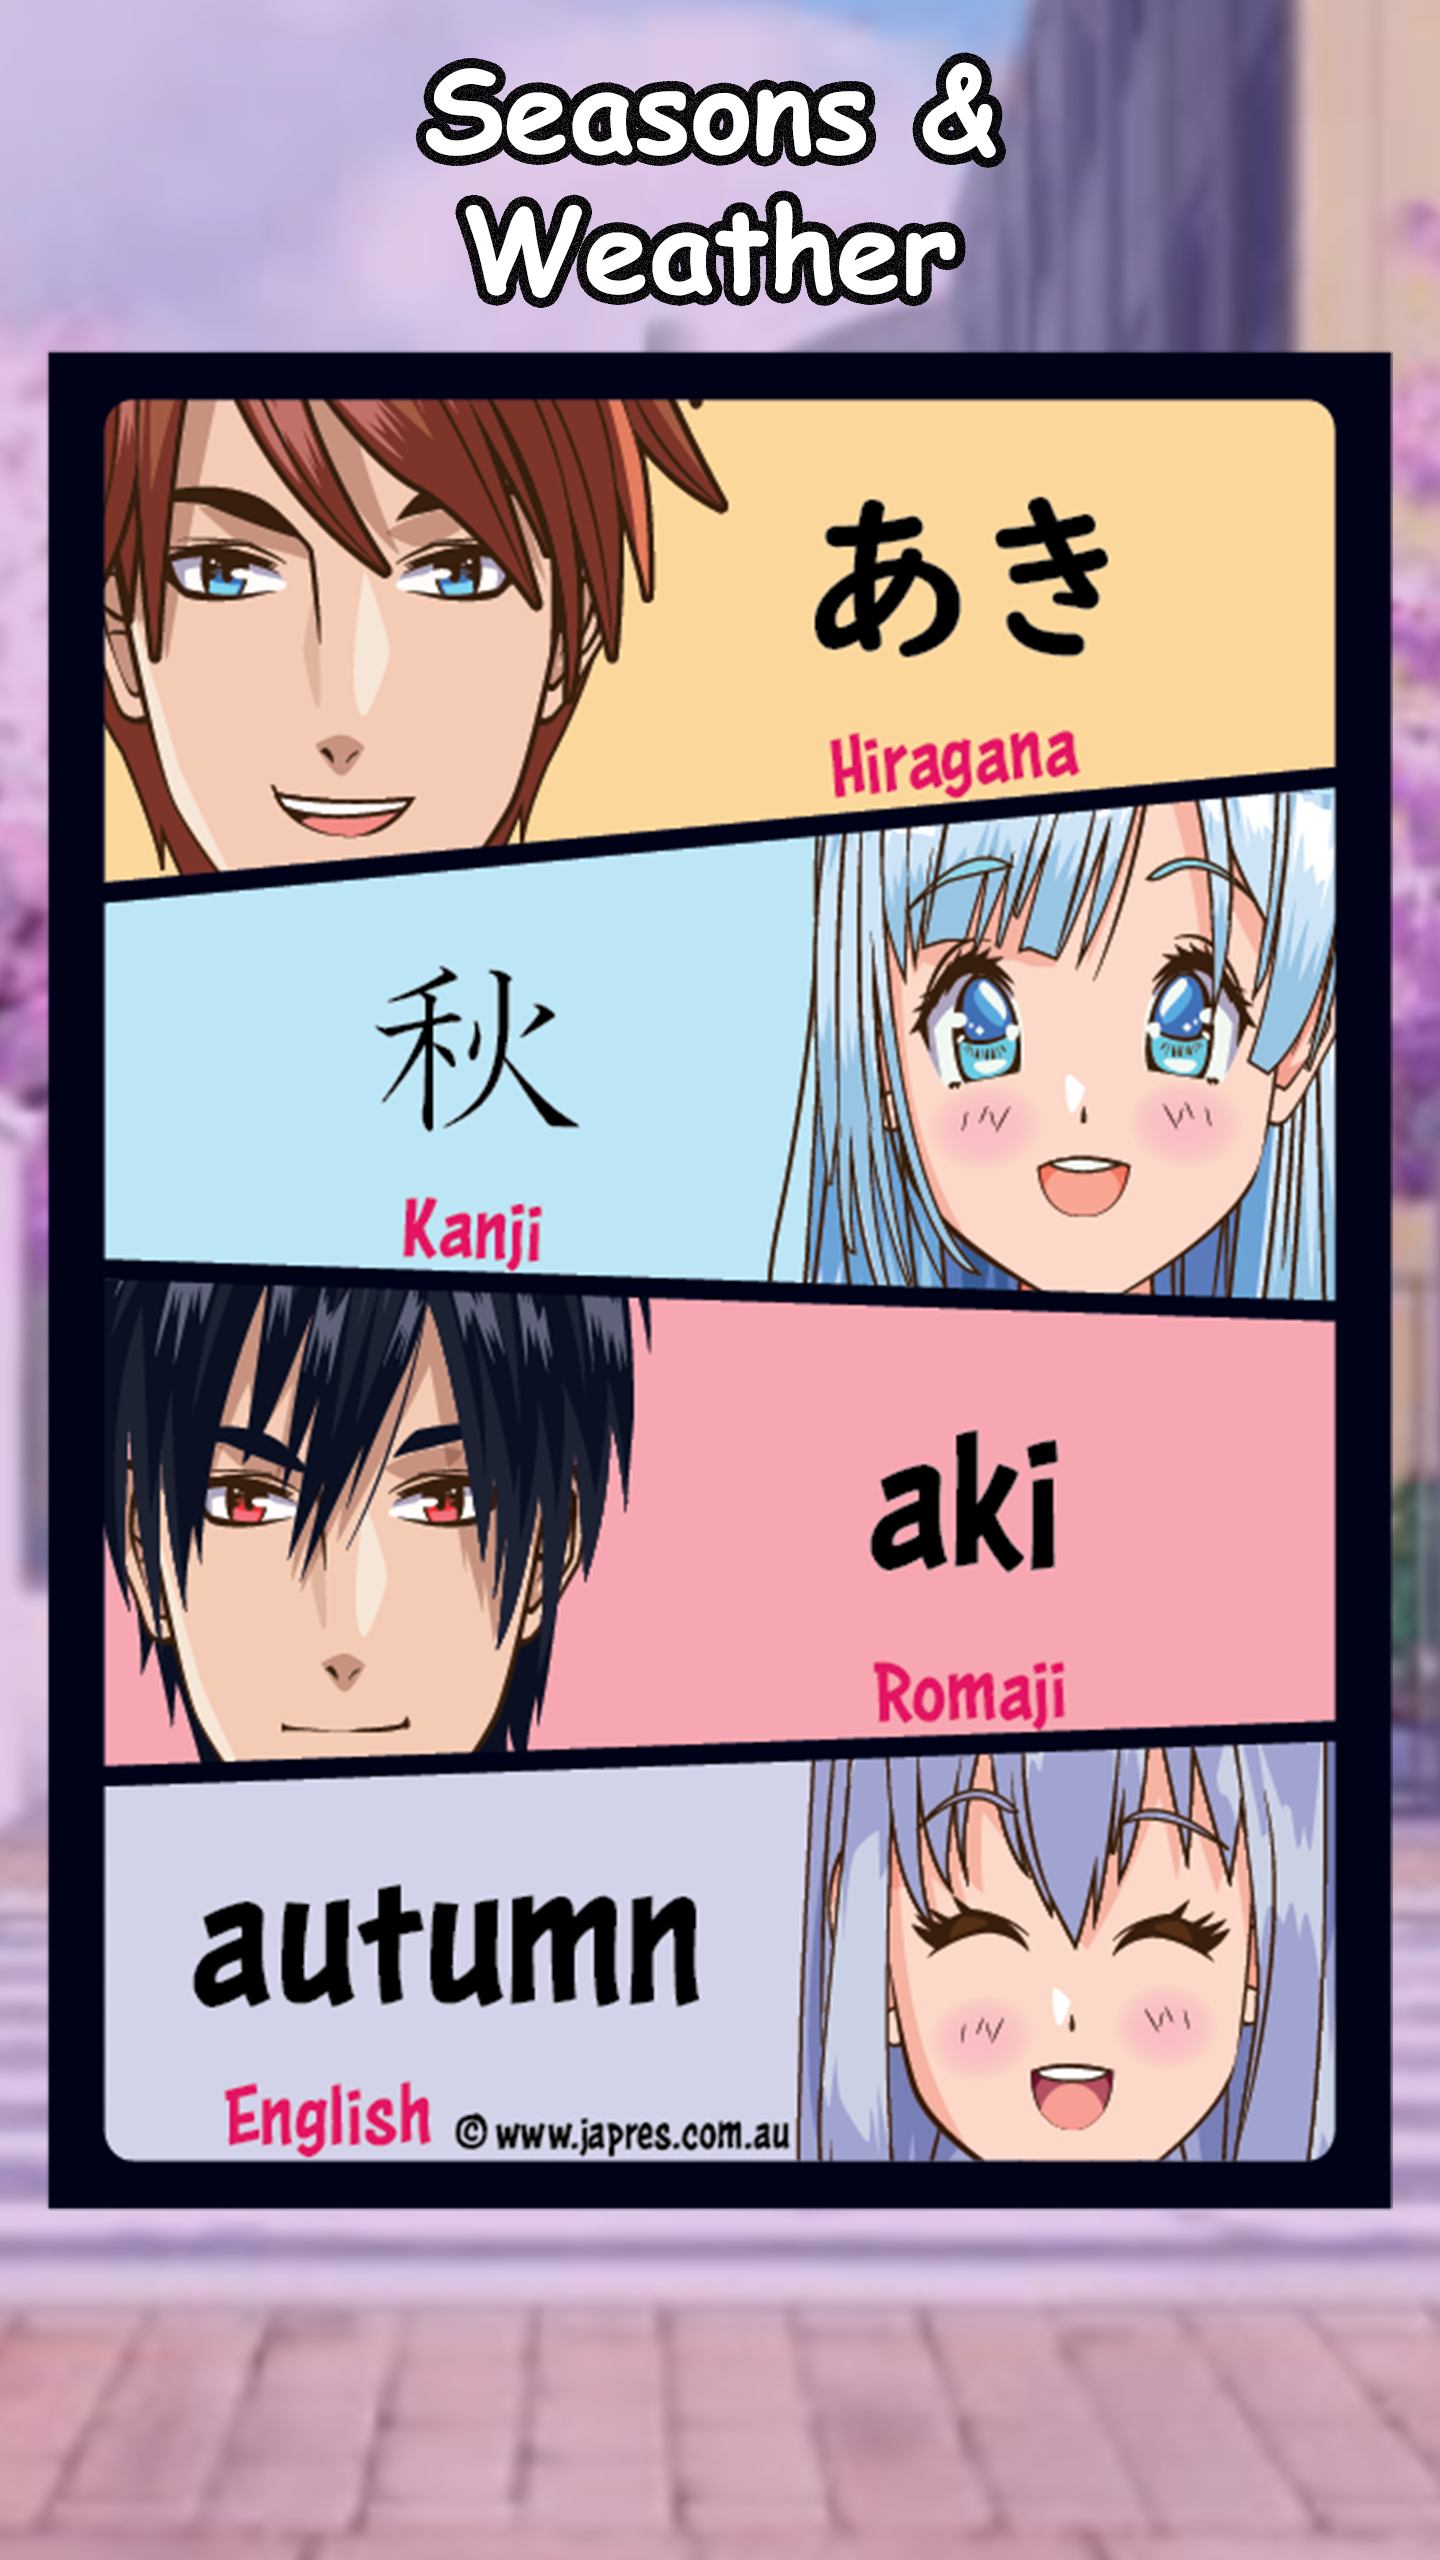 Seasons &
Weather
あき
Hiragana
秋
Kanji
aki
Romaji
autumn
English © www.japres.com.au